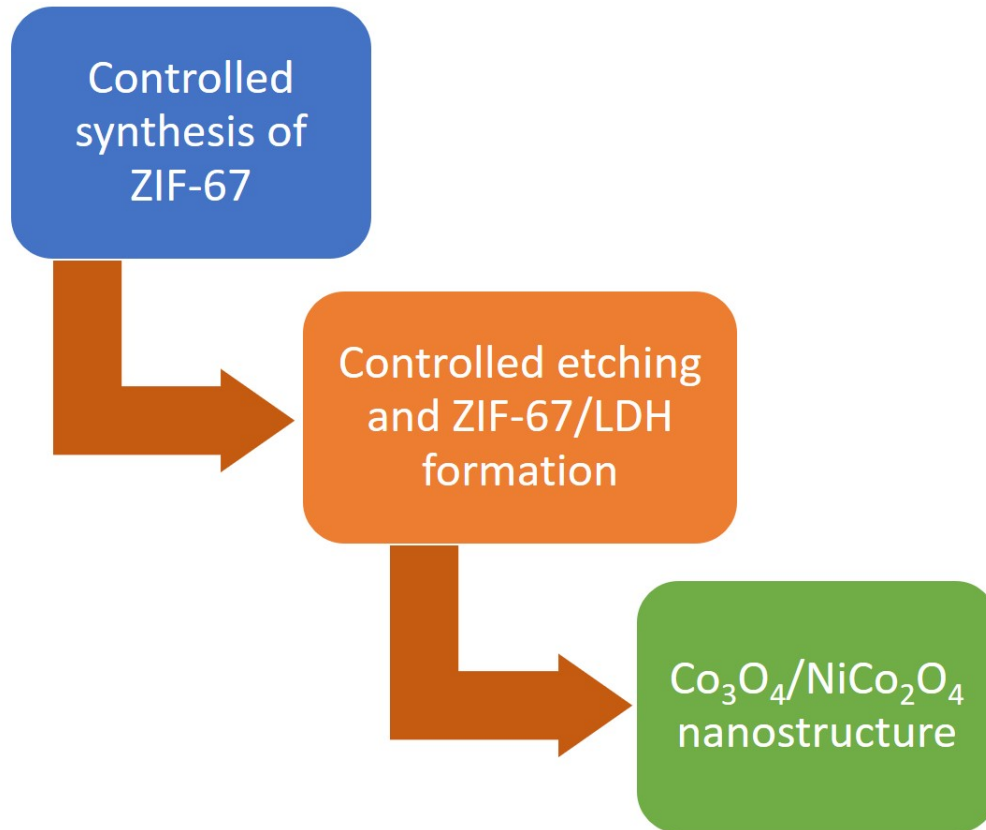 Controlled
synthesis of
ZIF-67
Controlled etching
and ZIF-67/LDH
formation
Co₃O₄/NiCo₂O₄
nanostructure